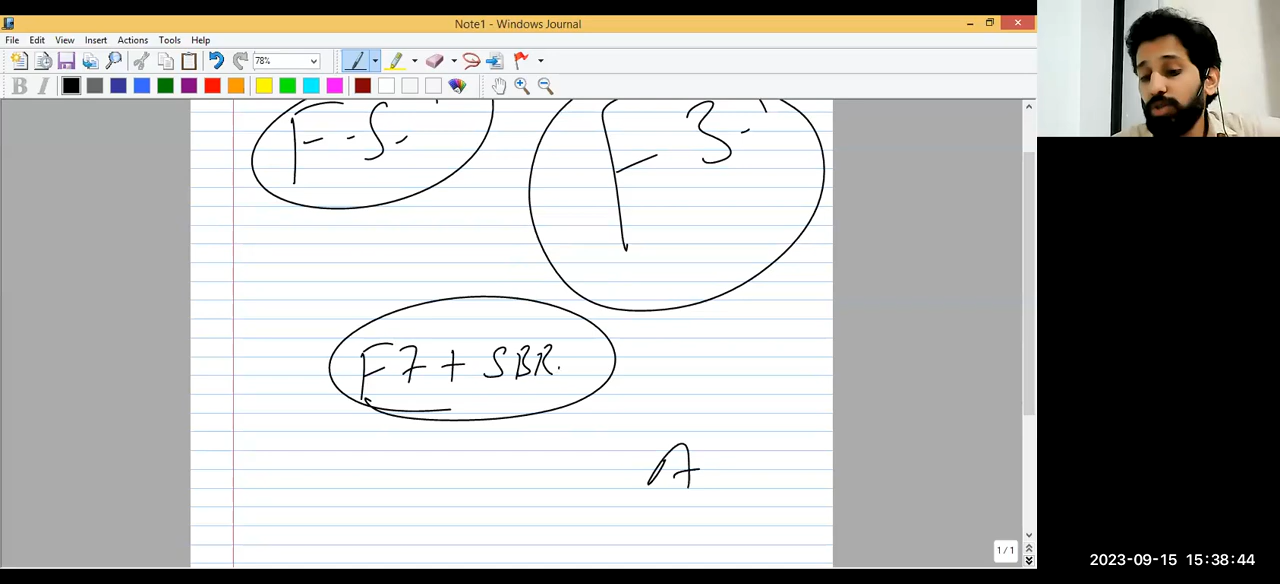 Note1 - Windows Journal
File Edit View Insert Actions Tools Help
78%
B I
F-S-
F 3-
F7 + SBR.
A
1 / 1
2023-09-15 15:38:44